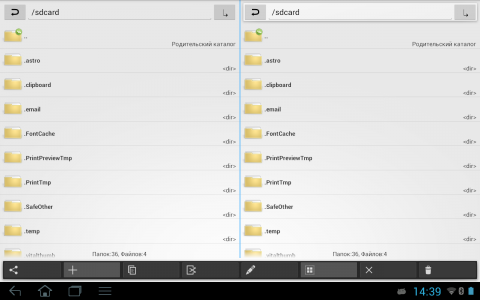 /sdcard
..
Родительский каталог
.astro
<dir>
.clipboard
<dir>
.email
<dir>
.FontCache
<dir>
.PrintPreviewTmp
<dir>
.PrintTmp
<dir>
.SafeOther
<dir>
.temp
<dir>
Папок:36, Файлов:4
/sdcard
..
Родительский каталог
.astro
<dir>
.clipboard
<dir>
.email
<dir>
.FontCache
<dir>
.PrintPreviewTmp
<dir>
.PrintTmp
<dir>
.SafeOther
<dir>
.temp
<dir>
Папок:36, Файлов:4
14:39